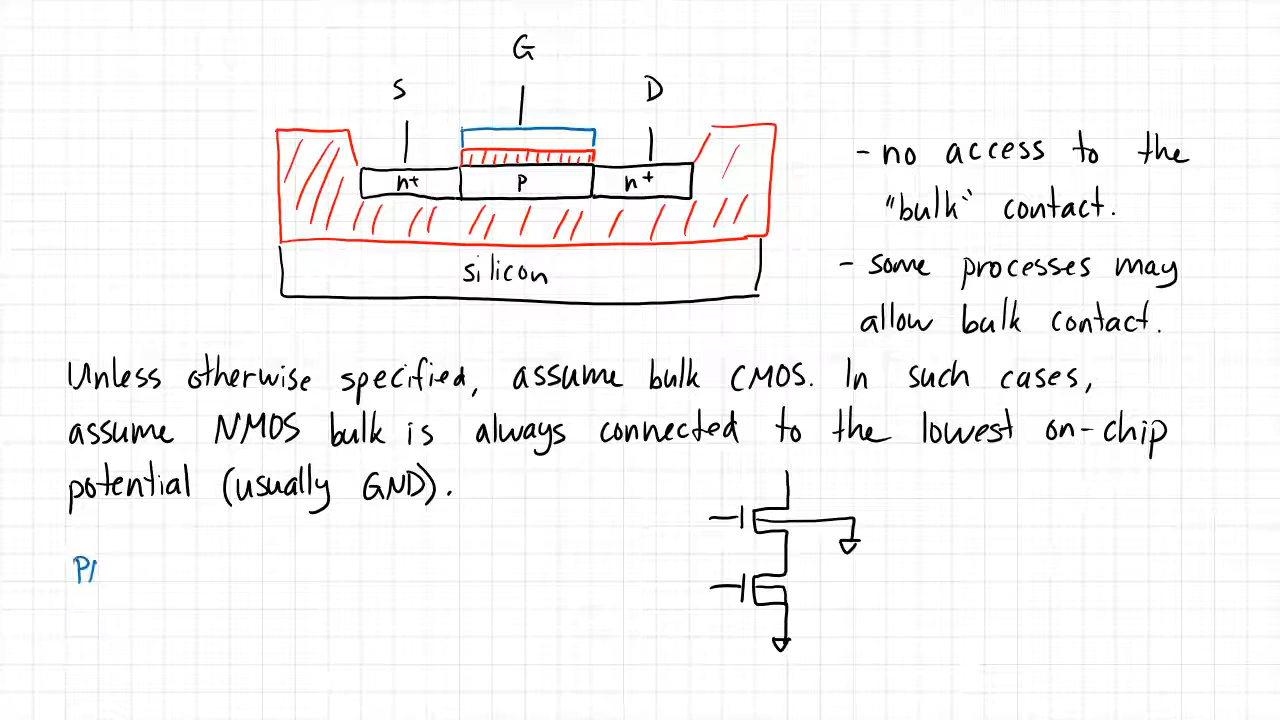 G
S
D
n+
p
n+
silicon
- no access to the
"bulk" contact.
- some processes may
allow bulk contact.
Unless otherwise specified, assume bulk CMOS. In such cases,
assume NMOS bulk is always connected to the lowest on-chip
potential (usually GND).